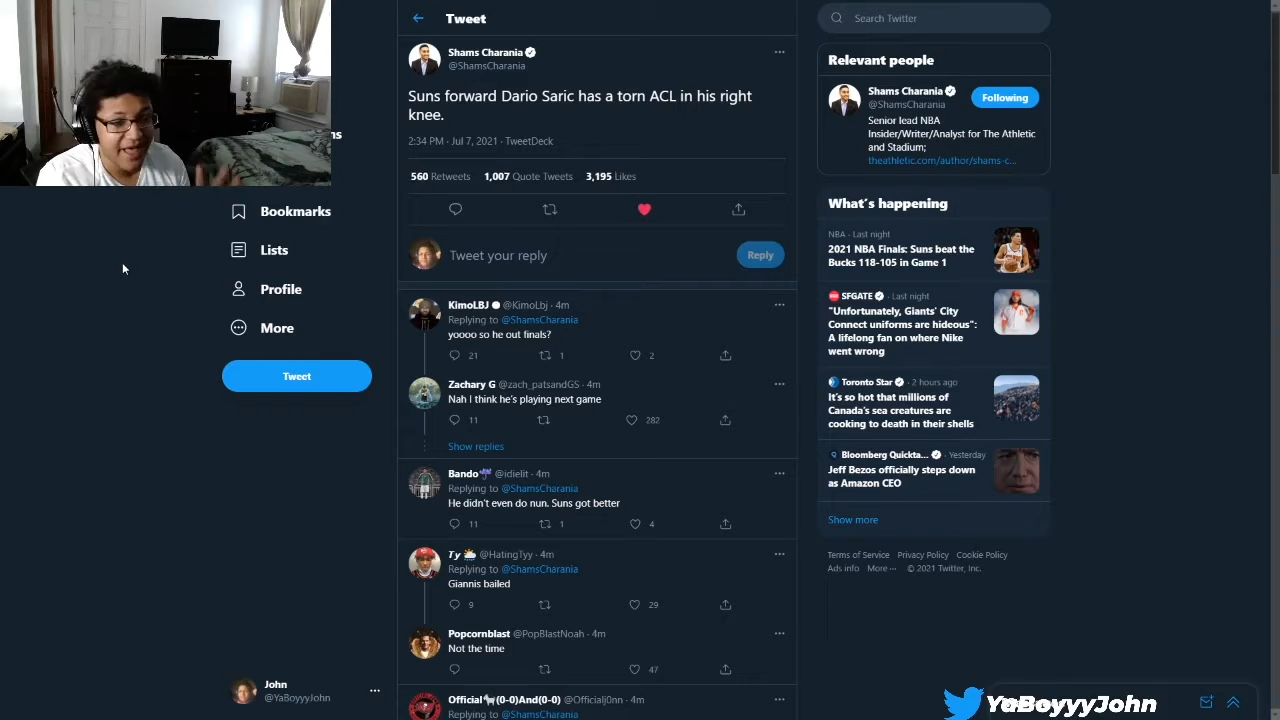 Tweet
Search Twitter
Shams Charania
@ShamsCharania
Suns forward Dario Saric has a torn ACL in his right
knee.
2:34 PM · Jul 7, 2021 · TweetDeck
560 Retweets 1,007 Quote Tweets 3,195 Likes
Tweet your reply
Reply
KimoLBJ @KimoLbj · 4m
Replying to @ShamsCharania
yoooo so he out finals?
21 1 2
Zachary G @zach_patsandGS · 4m
Nah I think he's playing next game
11 282
Show replies
Bando @idielit · 4m
Replying to @ShamsCharania
He didn't even do nun. Suns got better
11 1 4
Ty @HatingTyy · 4m
Replying to @ShamsCharania
Giannis bailed
9 29
Popcornblast @PopBlastNoah · 4m
Not the time
47
Official (0-0)And(0-0) @Officialj0nn · 4m
Replying to @ShamsCharania
ns
Bookmarks
Lists
Profile
More
Tweet
John
@YaBoyyyJohn
Relevant people
Shams Charania
@ShamsCharania
Following
Senior lead NBA
Insider/Writer/Analyst for The Athletic
and Stadium;
theathletic.com/author/shams-c...
What's happening
NBA · Last night
2021 NBA Finals: Suns beat the
Bucks 118-105 in Game 1
SFGATE · Last night
"Unfortunately, Giants' City
Connect uniforms are hideous":
A lifelong fan on where Nike
went wrong
Toronto Star · 2 hours ago
It's so hot that millions of
Canada's sea creatures are
cooking to death in their shells
Bloomberg Quickta... · Yesterday
Jeff Bezos officially steps down
as Amazon CEO
Show more
Terms of Service Privacy Policy Cookie Policy
Ads info More ··· © 2021 Twitter, Inc.
YaBoyyyJohn